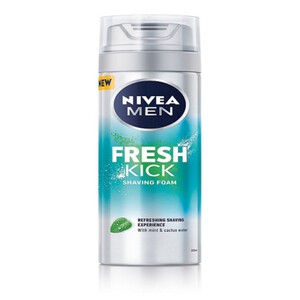 NEW
NIVEA
MEN
FRESH
KICK
SHAVING FOAM
REFRESHING SHAVING
EXPERIENCE
With mint & cactus water